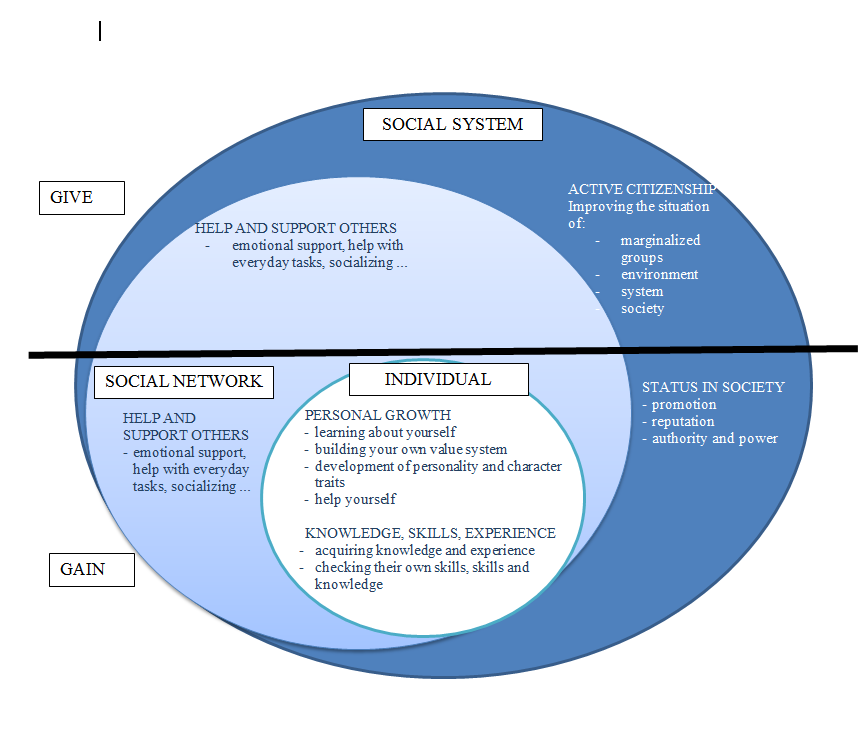 SOCIAL SYSTEM
GIVE
ACTIVE CITIZENSHIP
Improving the situation
of:
- marginalized
groups
- environment
- system
- society
HELP AND SUPPORT OTHERS
- emotional support, help with
everyday tasks, socializing ...
SOCIAL NETWORK
INDIVIDUAL
STATUS IN SOCIETY
- promotion
- reputation
- authority and power
HELP AND
SUPPORT OTHERS
- emotional support,
help with everyday
tasks, socializing ...
PERSONAL GROWTH
- learning about yourself
- building your own value system
- development of personality and character
traits
- help yourself
KNOWLEDGE, SKILLS, EXPERIENCE
- acquiring knowledge and experience
- checking their own skills, skills and
knowledge
GAIN